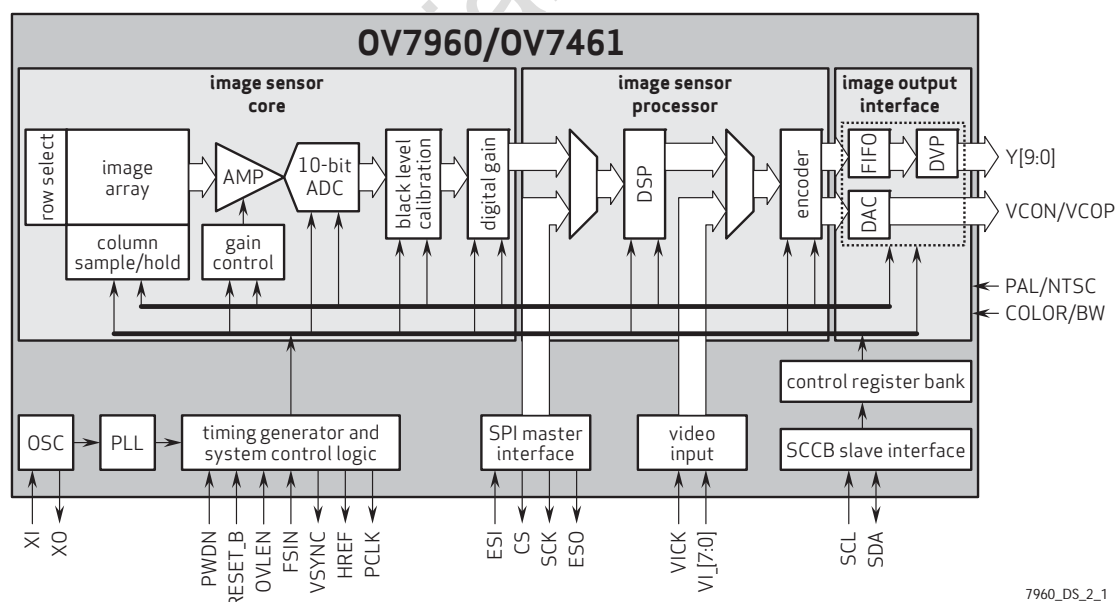 OV7960/OV7461
image sensor
core
image sensor
processor
image output
interface
row select
image
array
AMP
10-bit
ADC
black level
calibration
digital gain
DSP
encoder
FIFO
DVP
DAC
Y[9:0]
VCON/VCOP
column
sample/hold
gain
control
PAL/NTSC
COLOR/BW
control register bank
OSC
PLL
timing generator and
system control logic
SPI master
interface
video
input
SCCB slave interface
XI
XO
PWDN
RESET_B
OVLEN
FSIN
VSYNC
HREF
PCLK
ESI
CS
SCK
ESO
VICK
VI_[7:0]
SCL
SDA
7960_DS_2_1